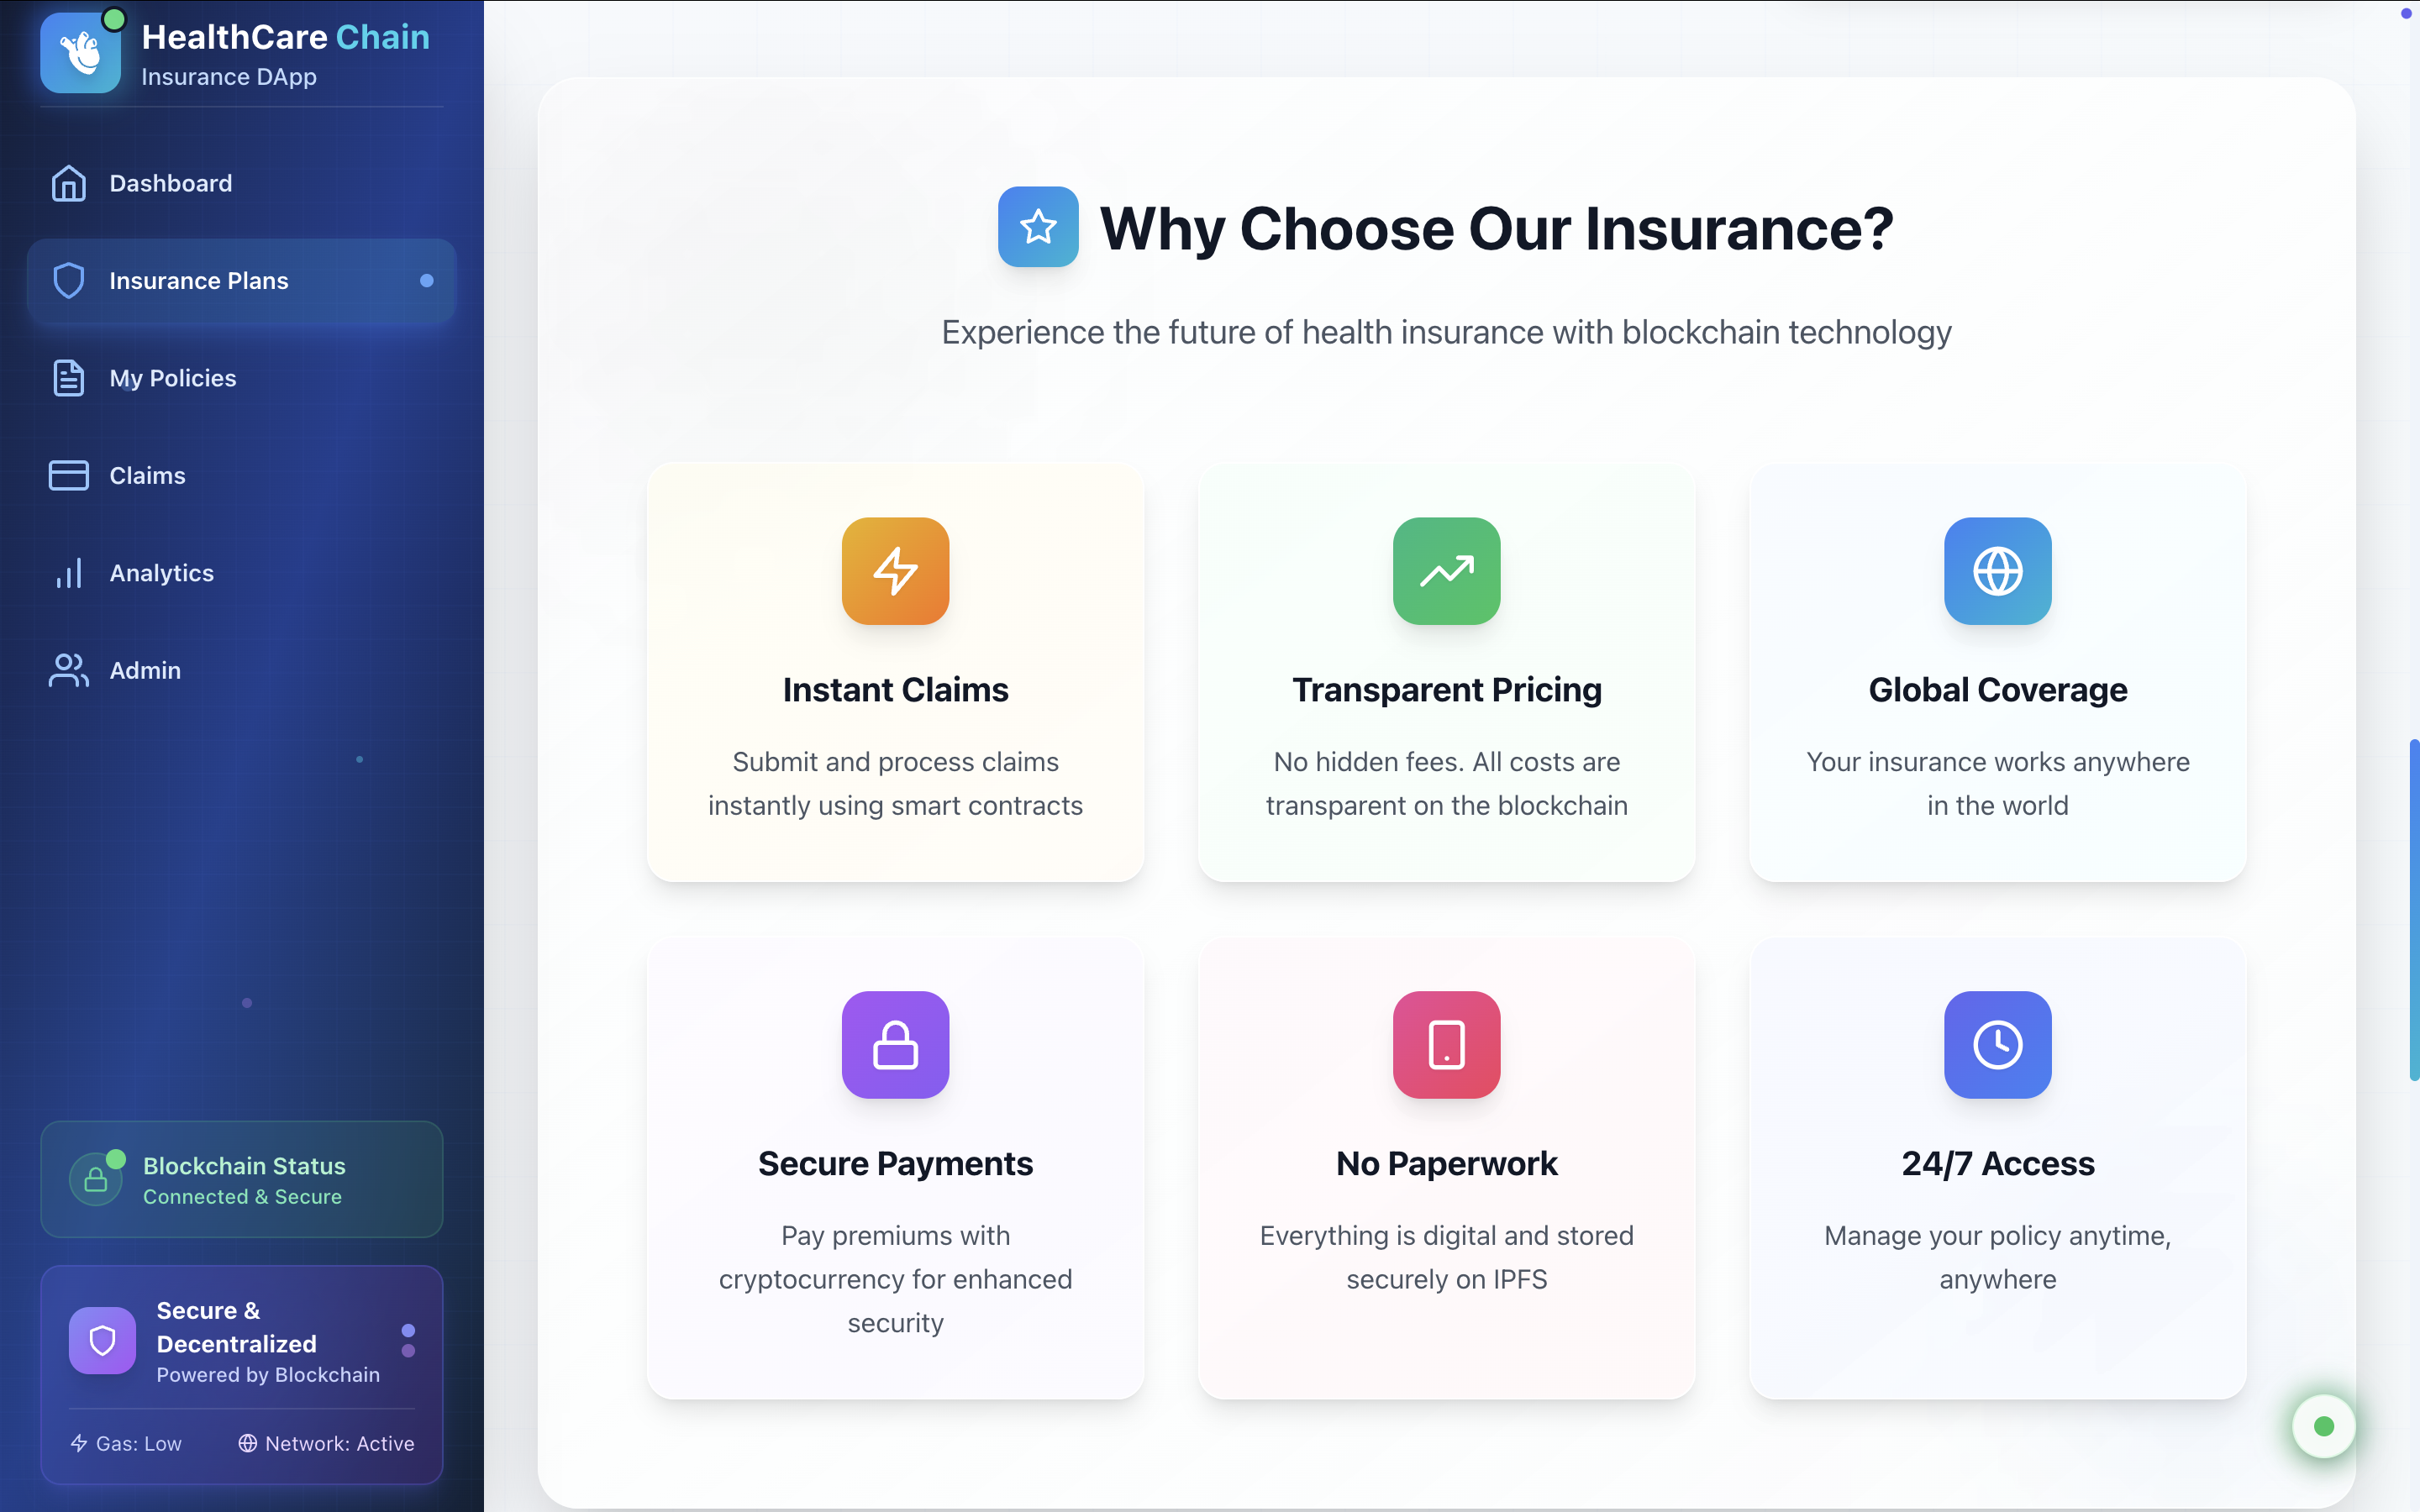 HealthCare Chain
Insurance DApp
Dashboard
Insurance Plans
My Policies
Claims
Analytics
Admin
Blockchain Status
Connected & Secure
Secure &
Decentralized
Powered by Blockchain
Gas: Low
Network: Active
Why Choose Our Insurance?
Experience the future of health insurance with blockchain technology
Instant Claims
Submit and process claims
instantly using smart contracts
Transparent Pricing
No hidden fees. All costs are
transparent on the blockchain
Global Coverage
Your insurance works anywhere
in the world
Secure Payments
Pay premiums with
cryptocurrency for enhanced
security
No Paperwork
Everything is digital and stored
securely on IPFS
24/7 Access
Manage your policy anytime,
anywhere